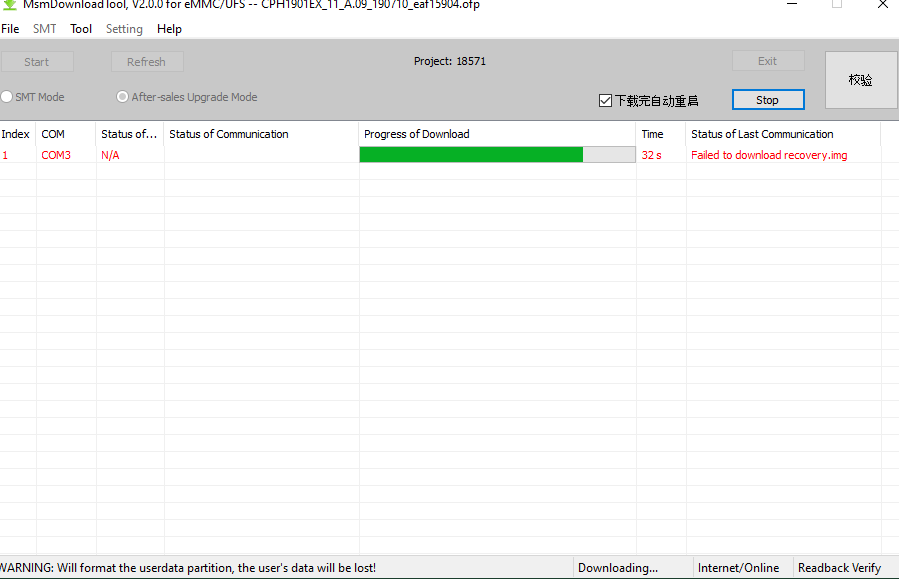 MsmDownloadTool, V2.0.0 for eMMC/UFS -- CPH1901EX_11_A.09_190710_eaf15904.ofp
File SMT Tool Setting Help
Start Refresh Project: 18571 Exit
校验
SMT Mode After-sales Upgrade Mode 下载完自动重启 Stop
Index COM Status of... Status of Communication Progress of Download Time Status of Last Communication
1 COM3 N/A 32 s Failed to download recovery.img
WARNING: Will format the userdata partition, the user's data will be lost! Downloading... Internet/Online Readback Verify